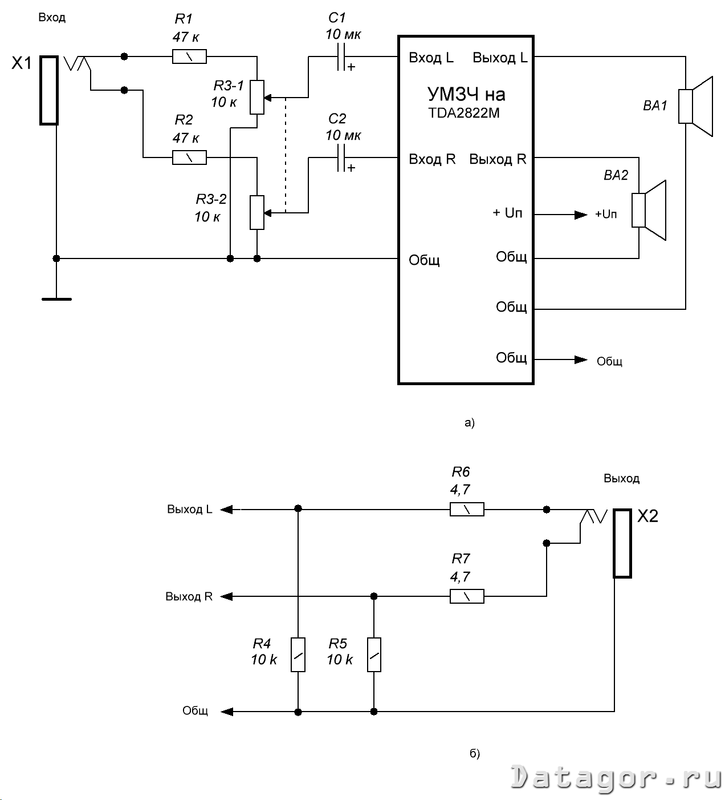 Вход
X1
R1
47 к
R3-1
10 к
C1
10 мк
+
R2
47 к
R3-2
10 к
C2
10 мк
+
Вход L
Выход L
УМЗЧ на
TDA2822M
Вход R
Выход R
+ Uп
+Uп
Общ
Общ
Общ
Общ
Общ
BA1
BA2
а)
Выход
X2
R6
4,7
Выход L
R7
4,7
Выход R
R4
10 k
R5
10 k
Общ
б)
Datagor.ru